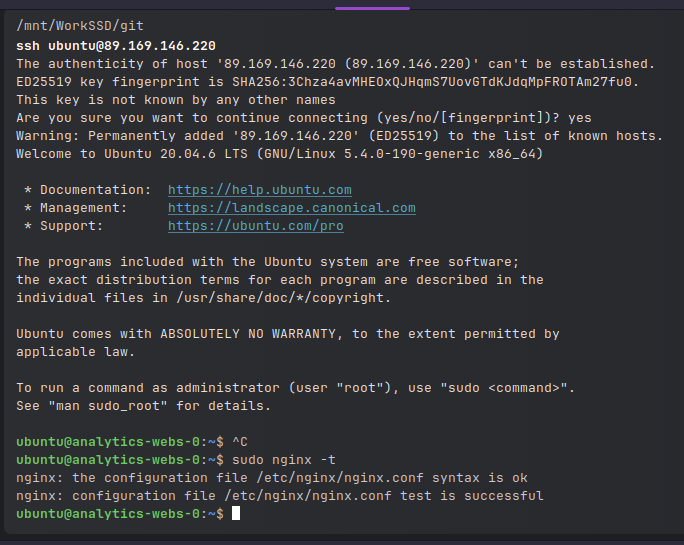 /mnt/WorkSSD/git
ssh ubuntu@89.169.146.220
The authenticity of host '89.169.146.220 (89.169.146.220)' can't be established.
ED25519 key fingerprint is SHA256:3Chza4avMHEOxQJHqmS7UovGTdKJdqMpFROTAm27fu0.
This key is not known by any other names
Are you sure you want to continue connecting (yes/no/[fingerprint])? yes
Warning: Permanently added '89.169.146.220' (ED25519) to the list of known hosts.
Welcome to Ubuntu 20.04.6 LTS (GNU/Linux 5.4.0-190-generic x86_64)
* Documentation: https://help.ubuntu.com
* Management: https://landscape.canonical.com
* Support: https://ubuntu.com/pro
The programs included with the Ubuntu system are free software;
the exact distribution terms for each program are described in the
individual files in /usr/share/doc/*/copyright.
Ubuntu comes with ABSOLUTELY NO WARRANTY, to the extent permitted by
applicable law.
To run a command as administrator (user "root"), use "sudo <command>".
See "man sudo_root" for details.
ubuntu@analytics-webs-0:~$ ^C
ubuntu@analytics-webs-0:~$ sudo nginx -t
nginx: the configuration file /etc/nginx/nginx.conf syntax is ok
nginx: configuration file /etc/nginx/nginx.conf test is successful
ubuntu@analytics-webs-0:~$